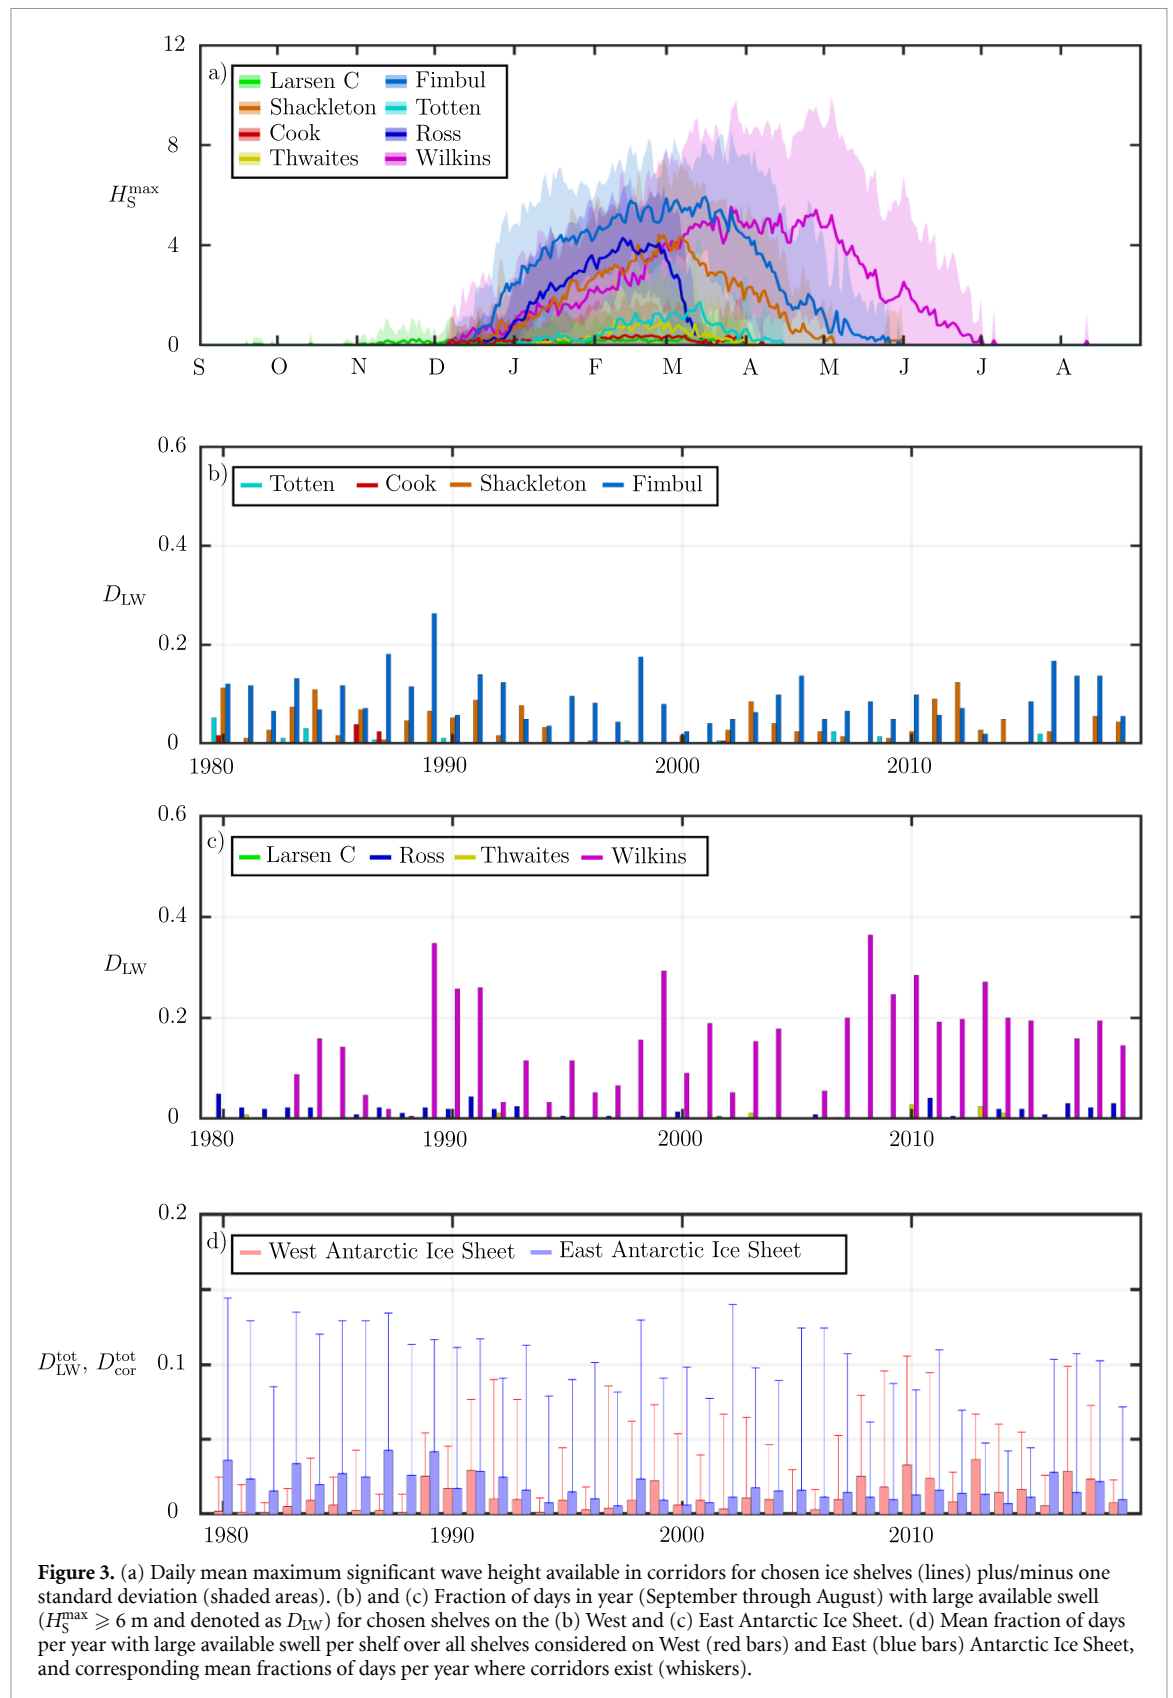 12
a)
Larsen C Fimbul
Shackleton Totten
8
Cook Ross
Thwaites Wilkins
H_S^max
4
0
S O N D J F M A M J J A
0.6
b)
Totten Cook Shackleton Fimbul
0.4
D_LW
0.2
0
1980 1990 2000 2010
0.6
c)
Larsen C Ross Thwaites Wilkins
0.4
D_LW
0.2
0
1980 1990 2000 2010
0.2
d)
West Antarctic Ice Sheet East Antarctic Ice Sheet
D_LW^tot, D_cor^tot 0.1
0
1980 1990 2000 2010
Figure 3. (a) Daily mean maximum significant wave height available in corridors for chosen ice shelves (lines) plus/minus one
standard deviation (shaded areas). (b) and (c) Fraction of days in year (September through August) with large available swell
(H_S^max ⩾ 6 m and denoted as D_LW) for chosen shelves on the (b) West and (c) East Antarctic Ice Sheet. (d) Mean fraction of days
per year with large available swell per shelf over all shelves considered on West (red bars) and East (blue bars) Antarctic Ice Sheet,
and corresponding mean fractions of days per year where corridors exist (whiskers).